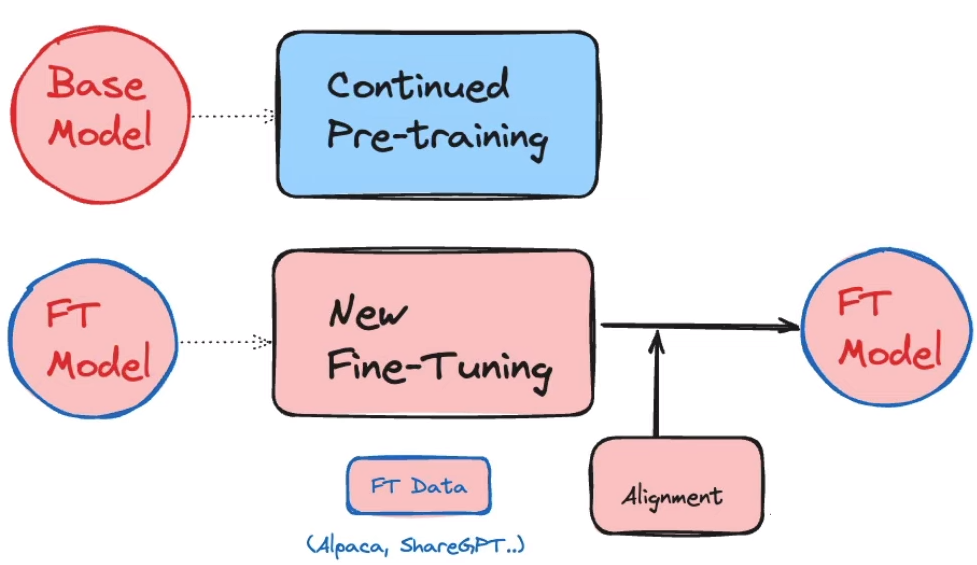 Base
Model
Continued
Pre-training
FT
Model
New
Fine-Tuning
FT
Model
FT Data
(Alpaca, ShareGPT..)
Alignment